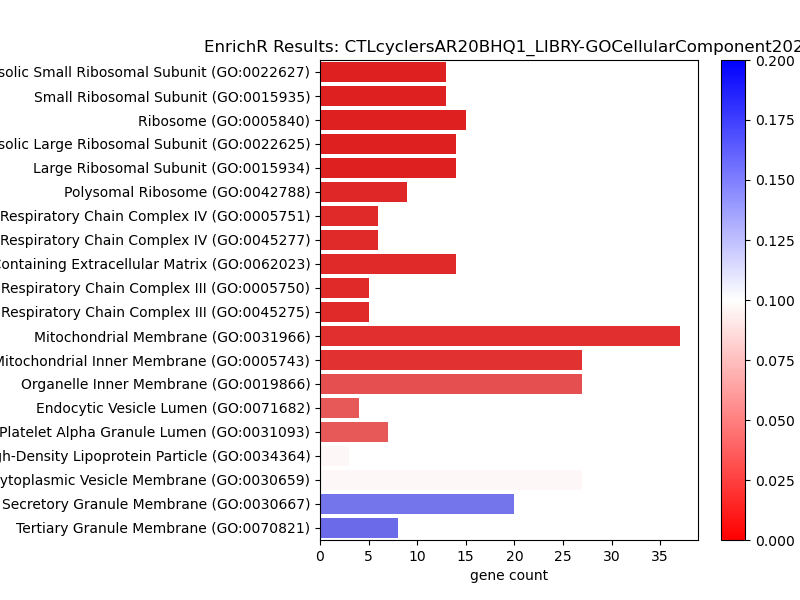 EnrichR Results: CTLcyclersAR20BHQ1_LIBRY-GOCellularComponent202
Small Ribosomal Subunit (GO:0022627)
Small Ribosomal Subunit (GO:0015935)
Ribosome (GO:0005840)
Large Ribosomal Subunit (GO:0022625)
Large Ribosomal Subunit (GO:0015934)
Polysomal Ribosome (GO:0042788)
Respiratory Chain Complex IV (GO:0005751)
Respiratory Chain Complex IV (GO:0045277)
Containing Extracellular Matrix (GO:0062023)
Respiratory Chain Complex III (GO:0005750)
Respiratory Chain Complex III (GO:0045275)
Mitochondrial Membrane (GO:0031966)
Mitochondrial Inner Membrane (GO:0005743)
Organelle Inner Membrane (GO:0019866)
Endocytic Vesicle Lumen (GO:0071682)
Platelet Alpha Granule Lumen (GO:0031093)
gh-Density Lipoprotein Particle (GO:0034364)
ytoplasmic Vesicle Membrane (GO:0030659)
Secretory Granule Membrane (GO:0030667)
Tertiary Granule Membrane (GO:0070821)
0 5 10 15 20 25 30 35
gene count
0.200
0.175
0.150
0.125
0.100
0.075
0.050
0.025
0.000